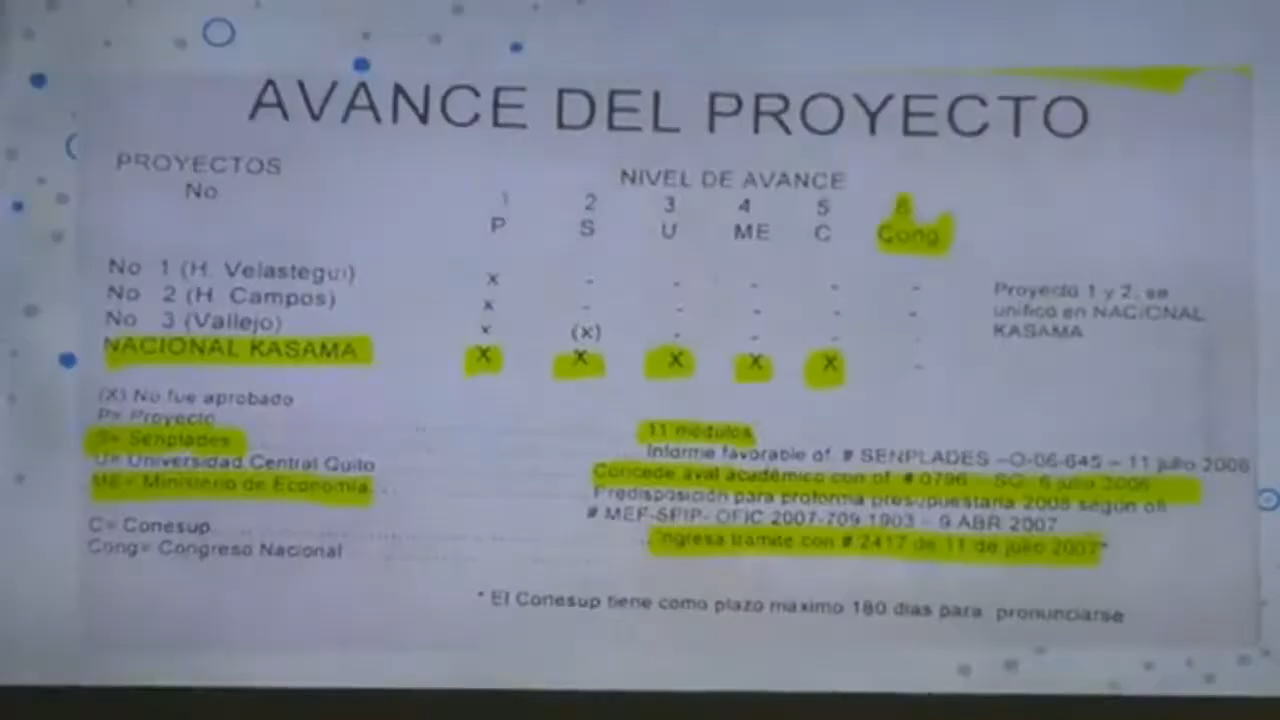 AVANCE DEL PROYECTO
PROYECTOS
No
NIVEL DE AVANCE
1 2 3 4 5 6
P S U ME C Cong
No 1 (H. Velastegui) x - - - - -
No 2 (H. Campos) x - - - - -
No 3 (Vallejo) x (x) - - - -
NACIONAL KASAMA X X X X X -
Proyecto 1 y 2, se
unifico en NACIONAL
KASAMA
(X) No fue aprobado
P= Proyecto
S= Senplades
U= Universidad Central Quito
ME= Ministerio de Economia
C= Conesup
Cong= Congreso Nacional
11 modulos
Informe favorable of. # SENPLADES –O-06-645 – 11 julio 2006
Concede aval académico con of. # 0796 – SG 6 julio 2006
Predisposición para proforma presupuestaria 2008 según ofi
# MEF-SFIP- OFIC 2007-709 1903 – 9 ABR 2007
Ingresa tramite con # 2417 de 11 de julio 2007*
* El Conesup tiene como plazo maximo 180 dias para pronunciarse